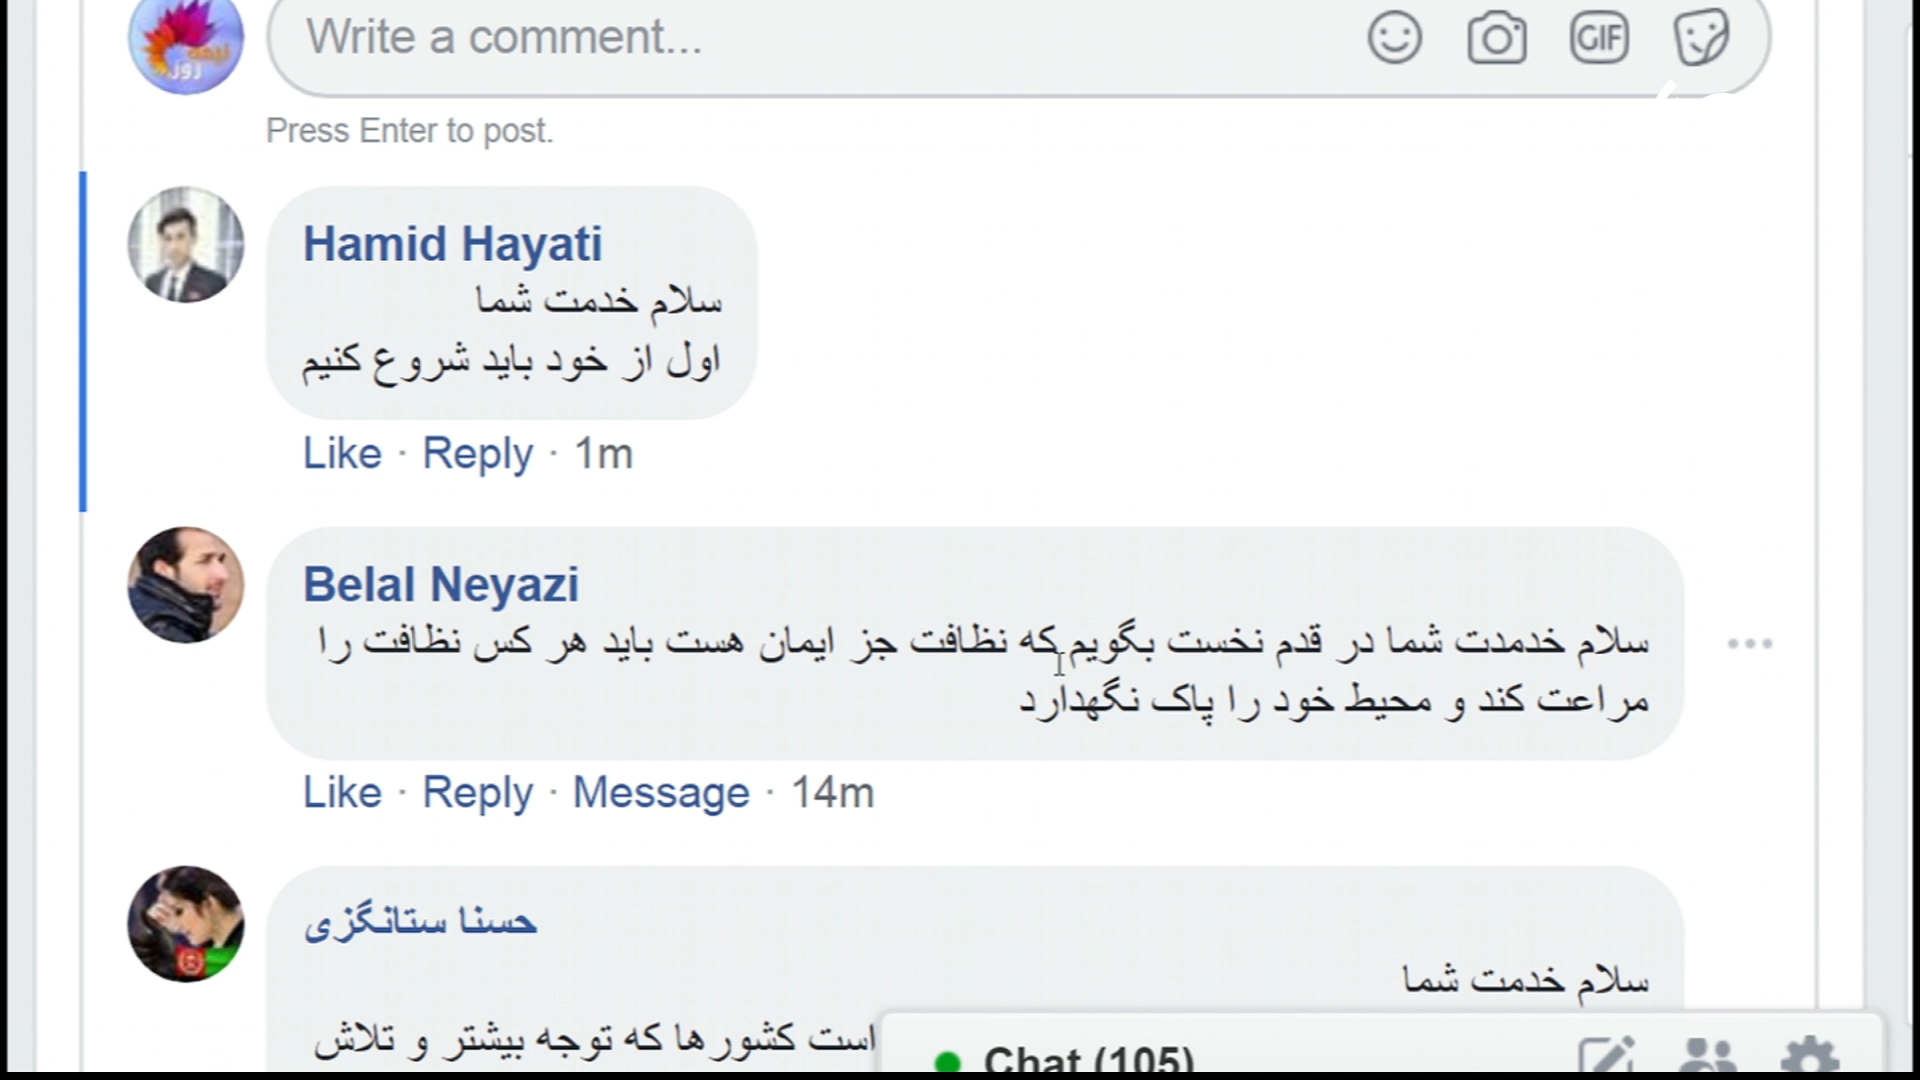 نیمه
روز
Write a comment...
GIF
Press Enter to post.
Hamid Hayati
سلام خدمت شما
اول از خود باید شروع کنیم
Like · Reply · 1m
Belal Neyazi
سلام خدمدت شما در قدم نخست بگویم که نظافت جز ایمان هست باید هر کس نظافت را
مراعت کند و محیط خود را پاک نگهدارد
Like · Reply · Message · 14m
حسنا ستانگزی
سلام خدمت شما
است کشورها که توجه بیشتر و تلاش
Chat (105)